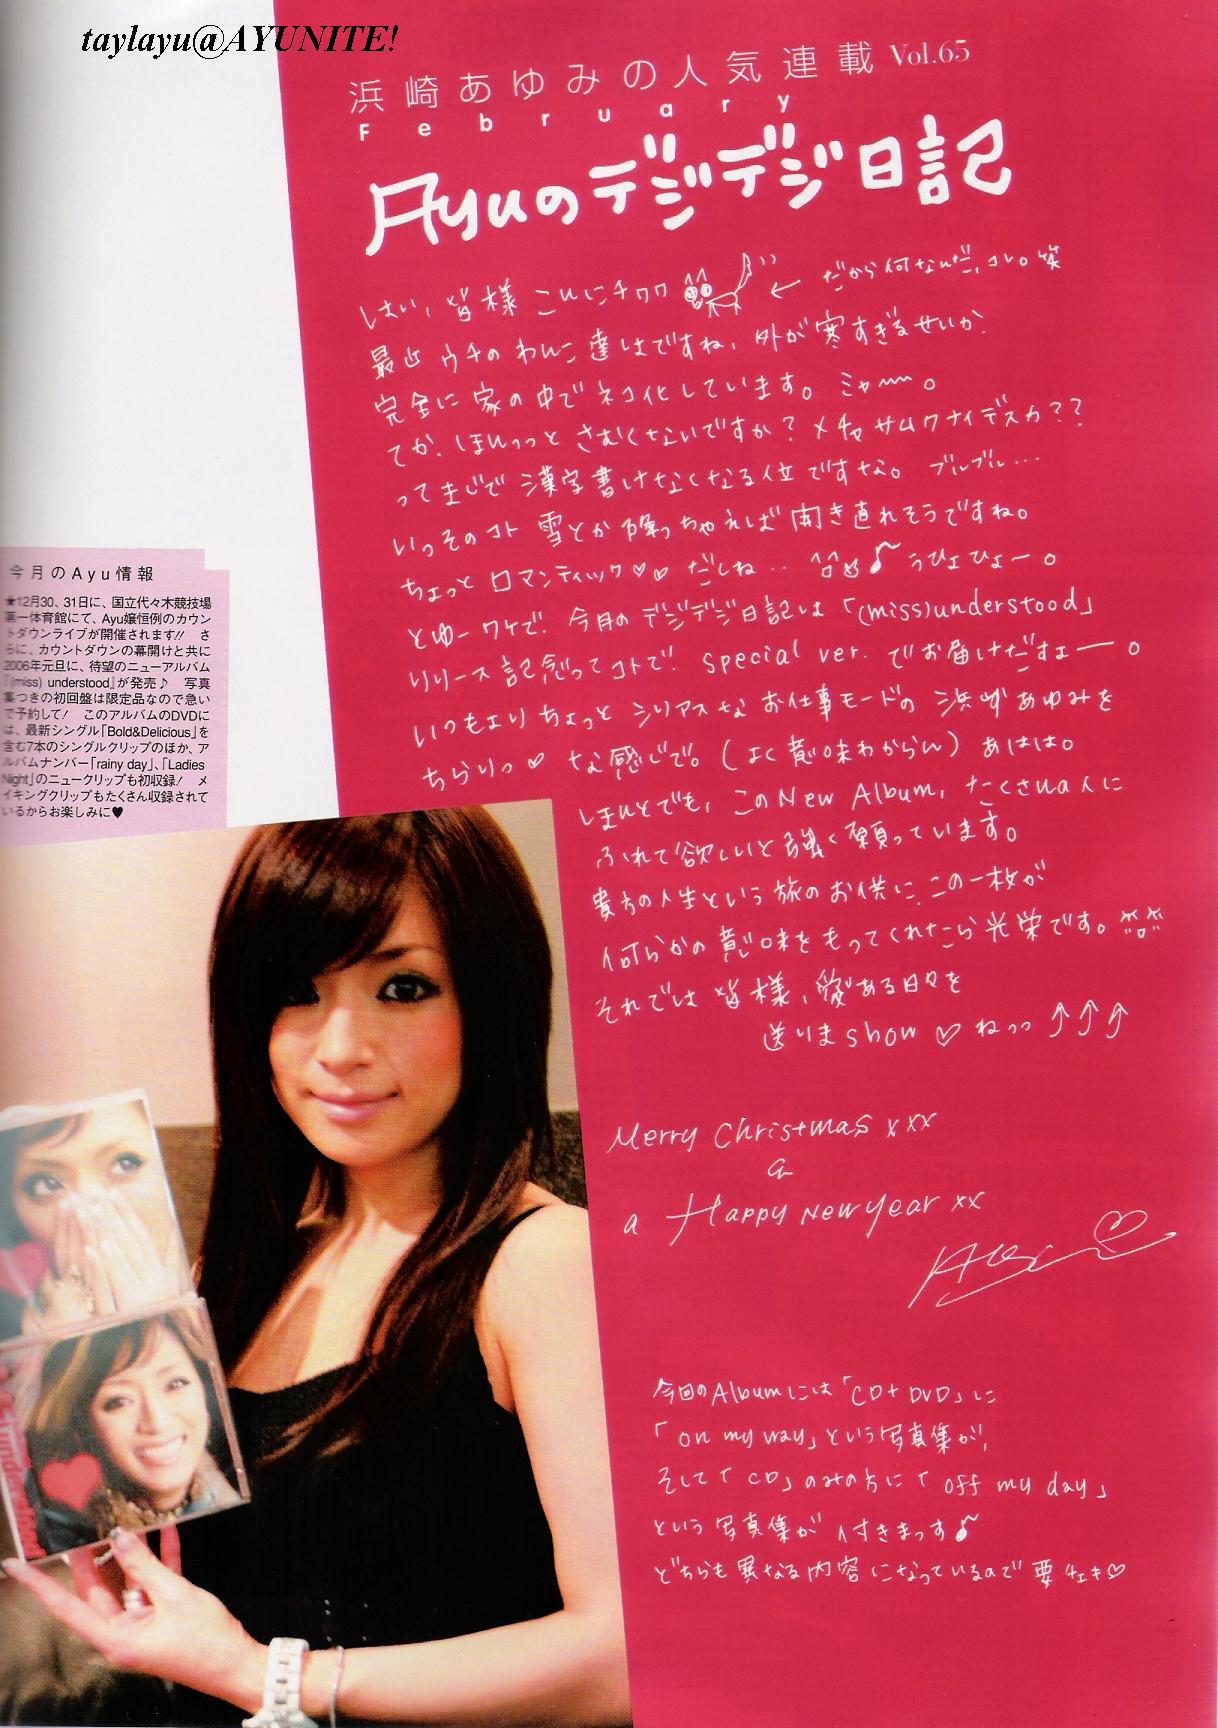 taylayu@AYUNITE!
浜崎あゆみの人気連載 Vol.65
February
Ayuのデジデジ日記
はい、皆様 こんにチワワ ← だから何なんだ、コレ。笑
最近 ウチの わんこ達はですね、外が寒すぎるせいか、
完全に 家の中で ネコ化しています。 ミャー〜。
てか、ほんっっと さむくないですか? メチャサムクナイデスカ??
ってまじで 漢字書けなくなる位ですな。 ブルブル…
いっそのコト 雪とか降っちゃえば 開き直れそうですね。
ちょっと ロマンティック♡♡ だしね‥ ♪ うひょひょー。
とゆーワケで、今月の デジデジ日記は「(miss)understood」
リリース記念ってコトで、special ver. でお届けだすょー。
いつもよりちょっと シリアスな お仕事モードの 浜崎あゆみを
ちらりっ♡ な感じで。(よく意味わからん) あはは。
ほんとでも、このNew Album, たくさんの人に
ふれて欲しいと 強く願っています。
貴方の人生という 旅のお供に、この一枚が
何らかの 意味をもってくれたら 光栄です。
それでは 皆様、愛ある日々を
送りまshow ♡ ねっっ ↑↑↑
Merry Christmas xxx
&
a Happy New Year xx
今回のAlbumには「CD+DVD」に
「on my way」という写真集が、
そして「CD」のみの方に「off my day」
という 写真集が 付きまっす♪
どちらも 異なる内容になっているので 要チェキ♡
今月のAyu情報
★12月30、31日に、国立代々木競技場
第一体育館にて、Ayu嬢恒例のカウン
トダウンライブが開催されます!! さ
らに、カウントダウンの幕開けと共に
2006年元旦に、待望のニューアルバム
『(miss) understood』が発売♪ 写真
集つきの初回盤は限定品なので急い
で予約して! このアルバムのDVDに
は、最新シングル「Bold&Delicious」を
含む7本のシングルクリップのほか、ア
ルバムナンバー「rainy day」、「Ladies
Night」のニュークリップも初収録! メ
イキングクリップもたくさん収録されて
いるからお楽しみに♥